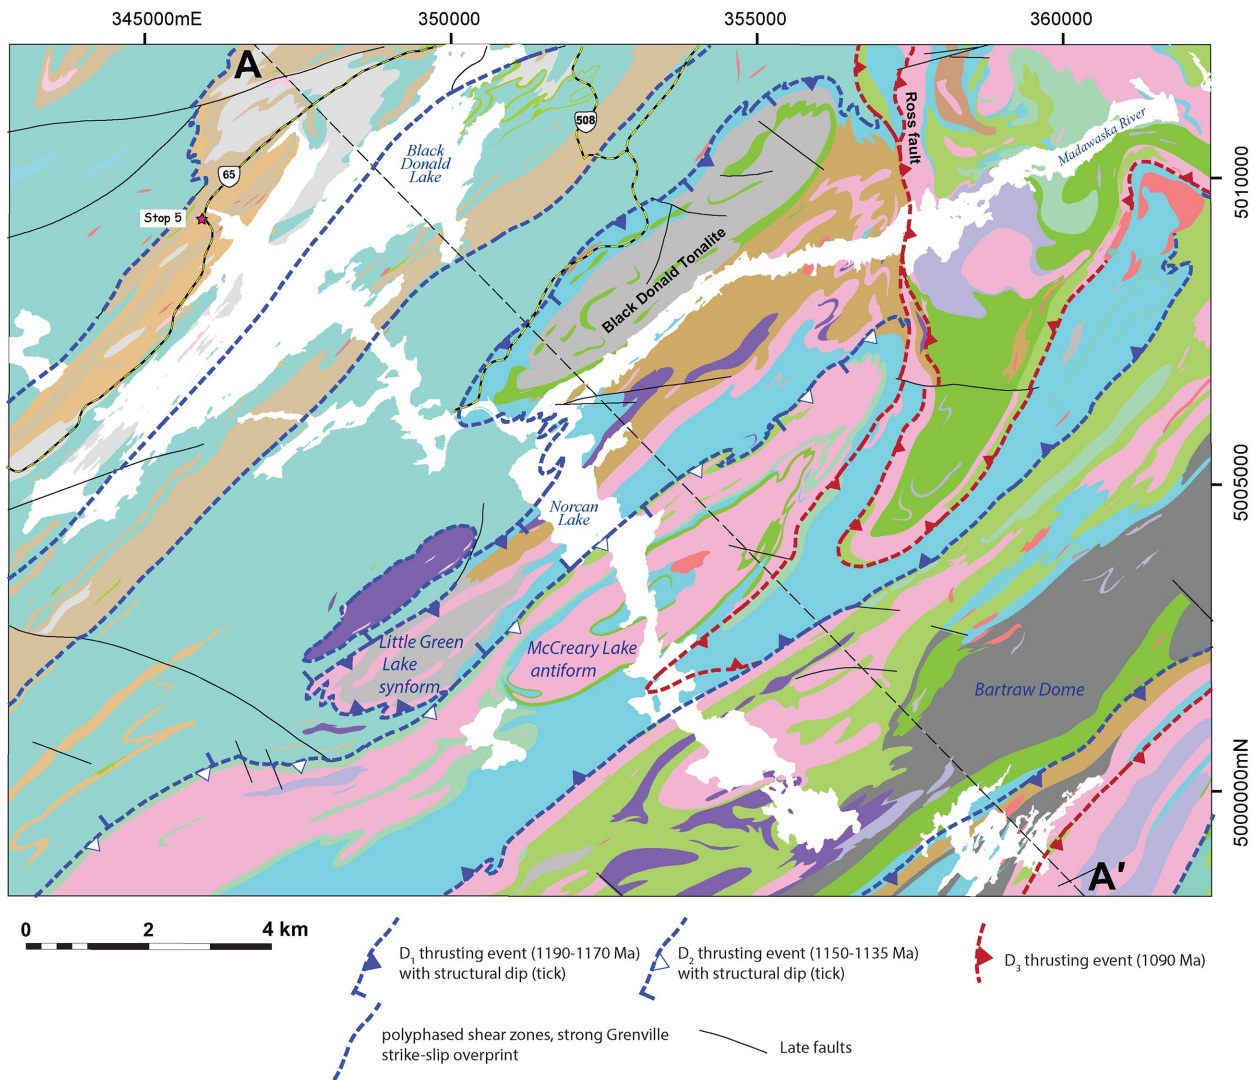 345000mE
350000
355000
360000
A
Black
Donald
Lake
508
Ross fault
Madawaska River
65
Stop 5
5010000
Black Donald Tonalite
5005000
Norcan
Lake
Little Green
Lake
synform
McCreary Lake
antiform
Bartraw Dome
5000000mN
A′
0
2
4 km
D1 thrusting event (1190-1170 Ma)
with structural dip (tick)
D2 thrusting event (1150-1135 Ma)
with structural dip (tick)
D3 thrusting event (1090 Ma)
polyphased shear zones, strong Grenville
strike-slip overprint
Late faults